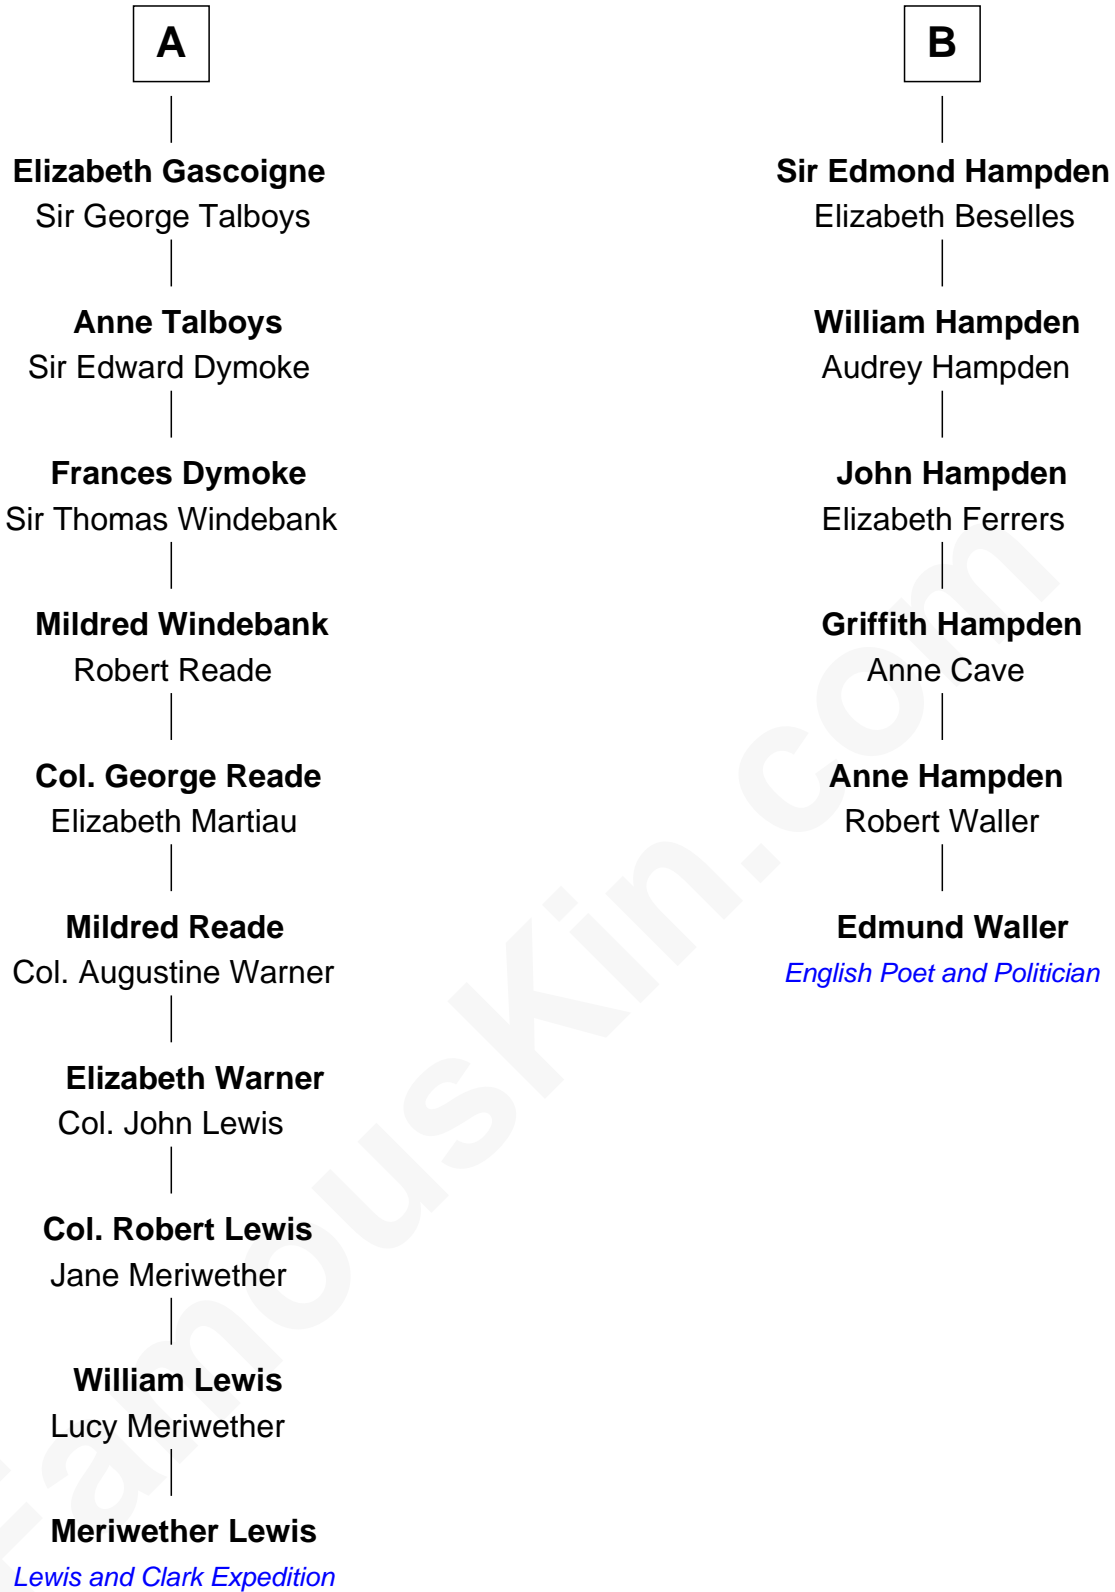 A
Elizabeth Gascoigne
Sir George Talboys
Anne Talboys
Sir Edward Dymoke
Frances Dymoke
Sir Thomas Windebank
Mildred Windebank
Robert Reade
Col. George Reade
Elizabeth Martiau
Mildred Reade
Col. Augustine Warner
Elizabeth Warner
Col. John Lewis
Col. Robert Lewis
Jane Meriwether
William Lewis
Lucy Meriwether
Meriwether Lewis
Lewis and Clark Expedition
B
Sir Edmond Hampden
Elizabeth Beselles
William Hampden
Audrey Hampden
John Hampden
Elizabeth Ferrers
Griffith Hampden
Anne Cave
Anne Hampden
Robert Waller
Edmund Waller
English Poet and Politician
FamousKin.com